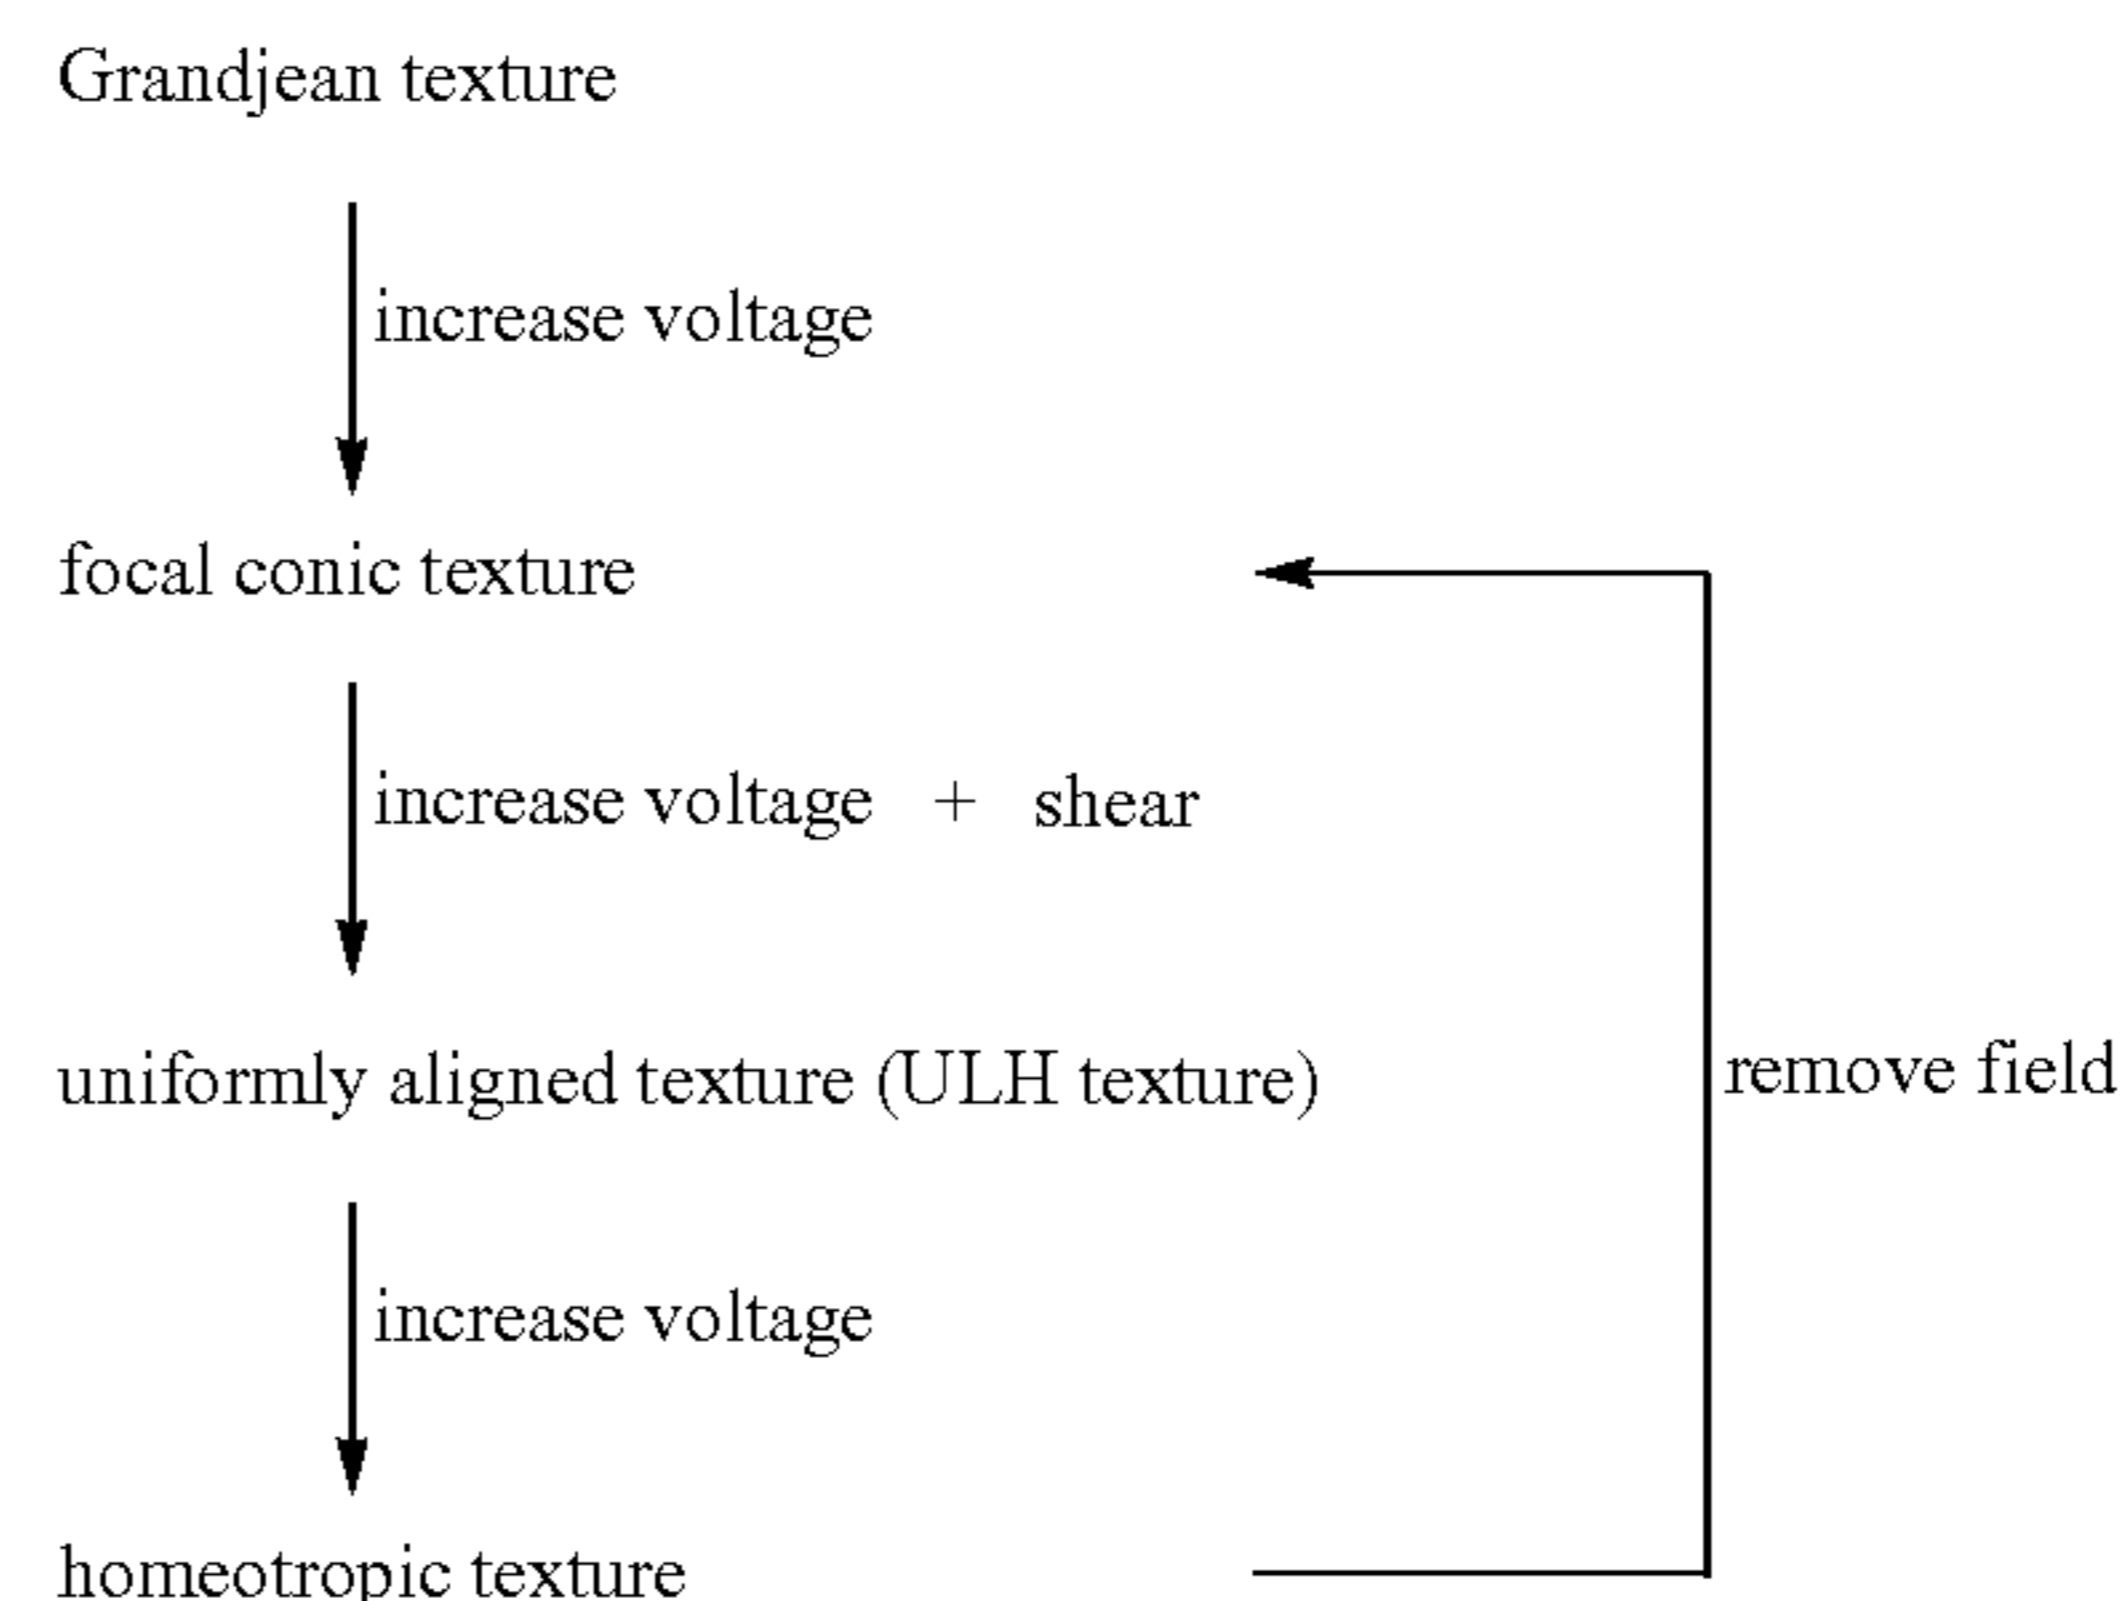 Grandjean texture
increase voltage
focal conic texture
increase voltage + shear
uniformly aligned texture (ULH texture)
remove field
increase voltage
homeotropic texture